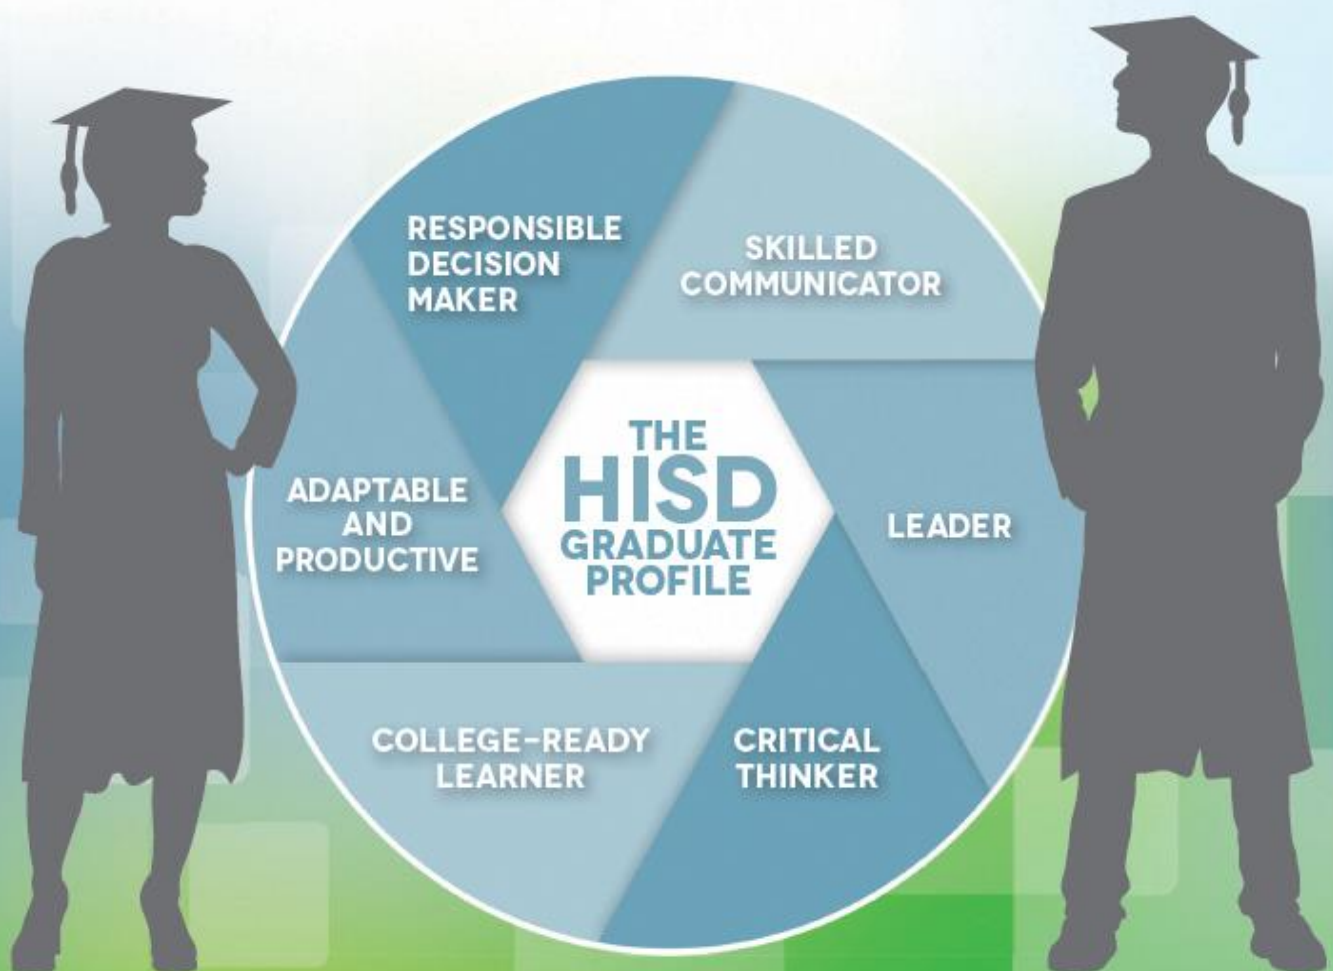 RESPONSIBLE
DECISION
MAKER
SKILLED
COMMUNICATOR
ADAPTABLE
AND
PRODUCTIVE
THE
HISD
GRADUATE
PROFILE
LEADER
COLLEGE-READY
LEARNER
CRITICAL
THINKER